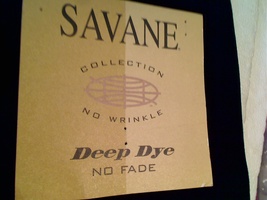 SAVANE
COLLECTION
NO WRINKLE
Deep Dye
NO FADE